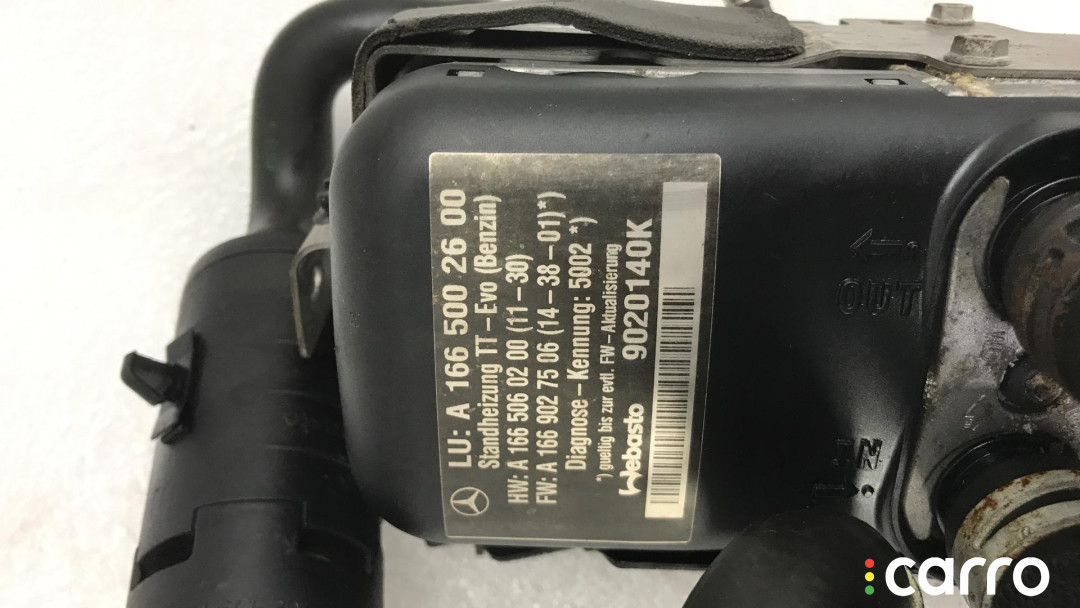 LU: A 166 500 26 00
Standheizung TT-Evo (Benzin)
HW: A 166 506 02 00 (11-30)
FW: A 166 902 75 06 (14-38-01)*)
Diagnose-Kennung: 5002 *)
*) gueltig bis zur evtl. FW-Aktualisierung
Webasto 9020140K
OUT
IN
carro